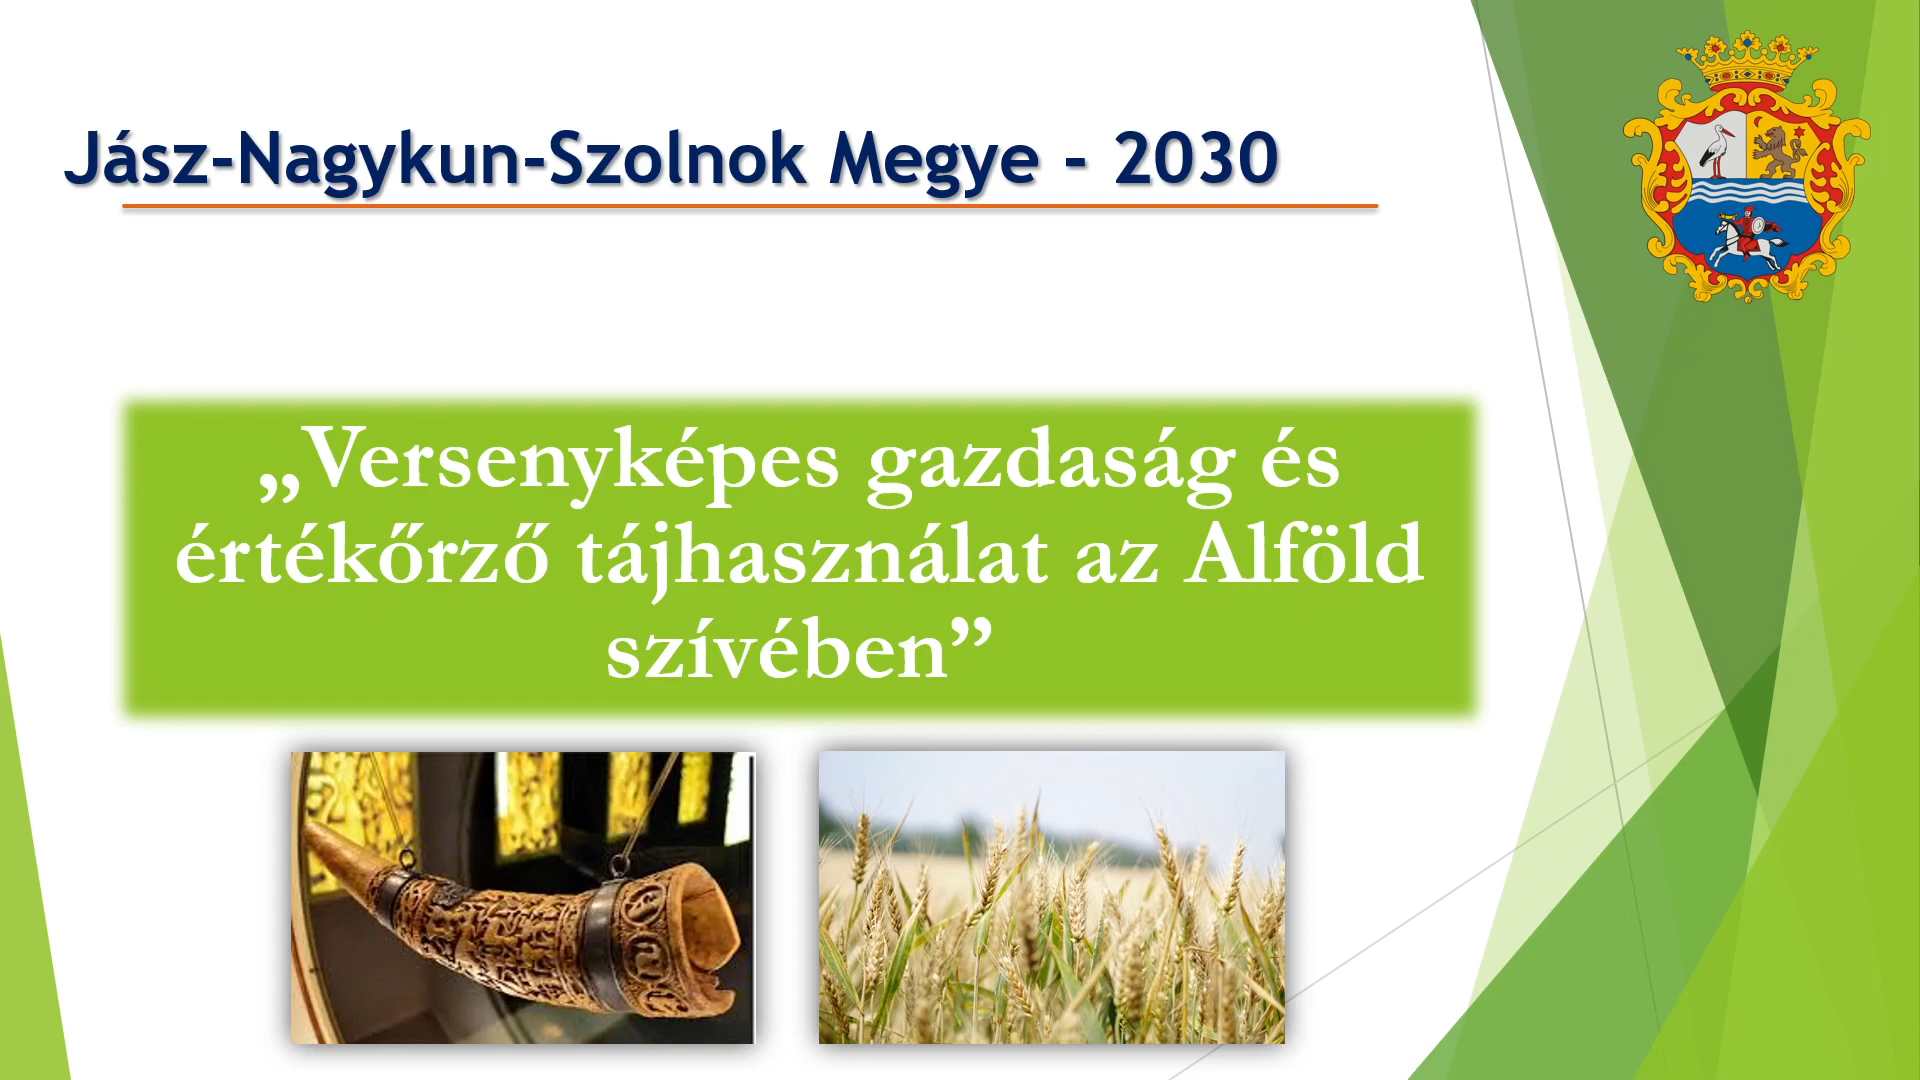 Jász-Nagykun-Szolnok Megye - 2030
„Versenyképes gazdaság és
értékőrző tájhasználat az Alföld
szívében”